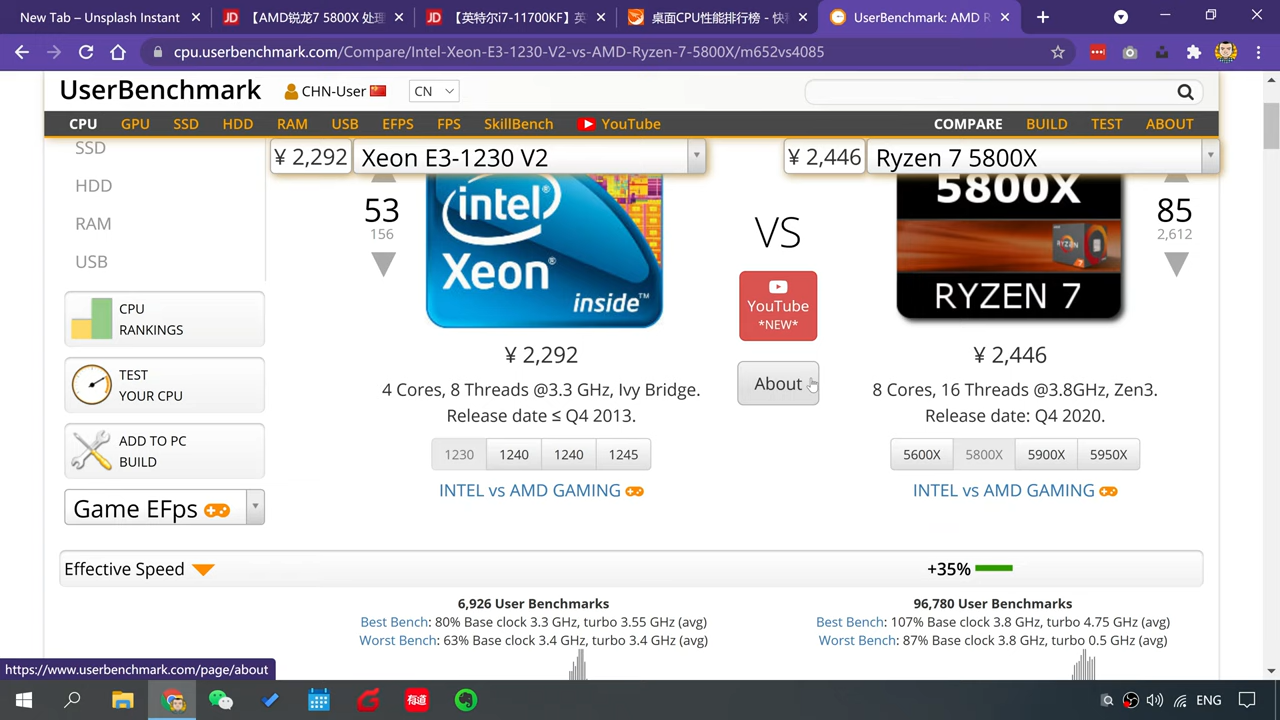 New Tab – Unsplash Instant
【AMD锐龙7 5800X 处理
【英特尔i7-11700KF】英
桌面CPU性能排行榜 - 快科
UserBenchmark: AMD R
cpu.userbenchmark.com/Compare/Intel-Xeon-E3-1230-V2-vs-AMD-Ryzen-7-5800X/m652vs4085
UserBenchmark
CHN-User
CN
CPU GPU SSD HDD RAM USB EFPS FPS SkillBench YouTube COMPARE BUILD TEST ABOUT
¥ 2,292 Xeon E3-1230 V2
¥ 2,446 Ryzen 7 5800X
SSD
HDD
RAM
USB
CPU
RANKINGS
TEST
YOUR CPU
ADD TO PC
BUILD
Game EFps
53
156
intel
Xeon
inside™
VS
YouTube
*NEW*
About
5800X
RYZEN
RYZEN 7
85
2,612
¥ 2,292
4 Cores, 8 Threads @3.3 GHz, Ivy Bridge.
Release date ≤ Q4 2013.
1230 1240 1240 1245
INTEL vs AMD GAMING
¥ 2,446
8 Cores, 16 Threads @3.8GHz, Zen3.
Release date: Q4 2020.
5600X 5800X 5900X 5950X
INTEL vs AMD GAMING
Effective Speed
+35%
6,926 User Benchmarks
Best Bench: 80% Base clock 3.3 GHz, turbo 3.55 GHz (avg)
Worst Bench: 63% Base clock 3.4 GHz, turbo 3.4 GHz (avg)
96,780 User Benchmarks
Best Bench: 107% Base clock 3.8 GHz, turbo 4.75 GHz (avg)
Worst Bench: 87% Base clock 3.8 GHz, turbo 0.5 GHz (avg)
https://www.userbenchmark.com/page/about
有道
ENG